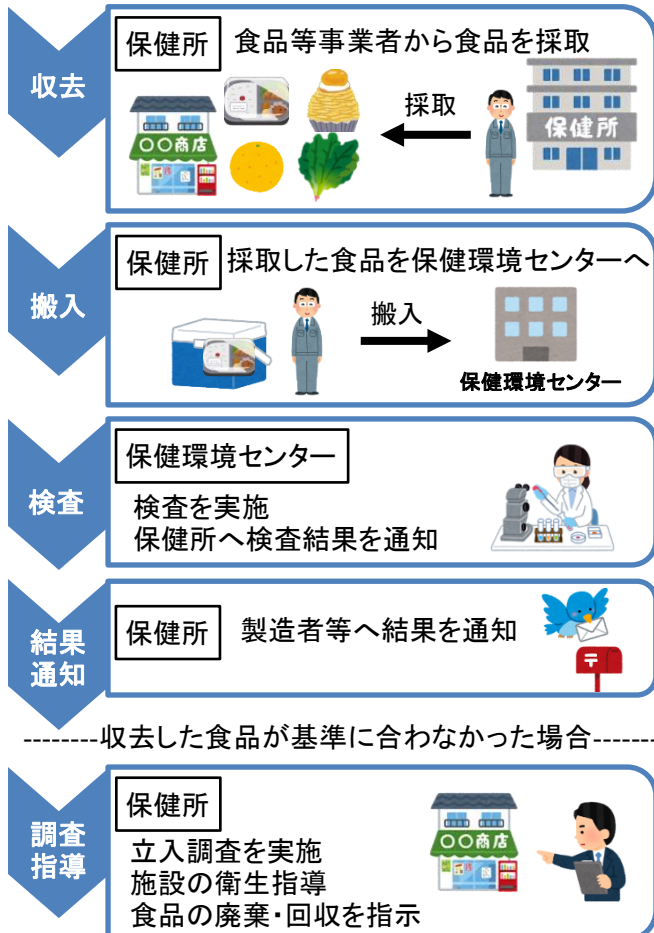 収去
保健所
食品等事業者から食品を採取
〇〇商店
採取
保健所
搬入
保健所
採取した食品を保健環境センターへ
搬入
保健環境センター
検査
保健環境センター
検査を実施
保健所へ検査結果を通知
結果
通知
保健所
製造者等へ結果を通知
〒
--------収去した食品が基準に合わなかった場合--------
調査
指導
保健所
立入調査を実施
施設の衛生指導
食品の廃棄・回収を指示
〇〇商店